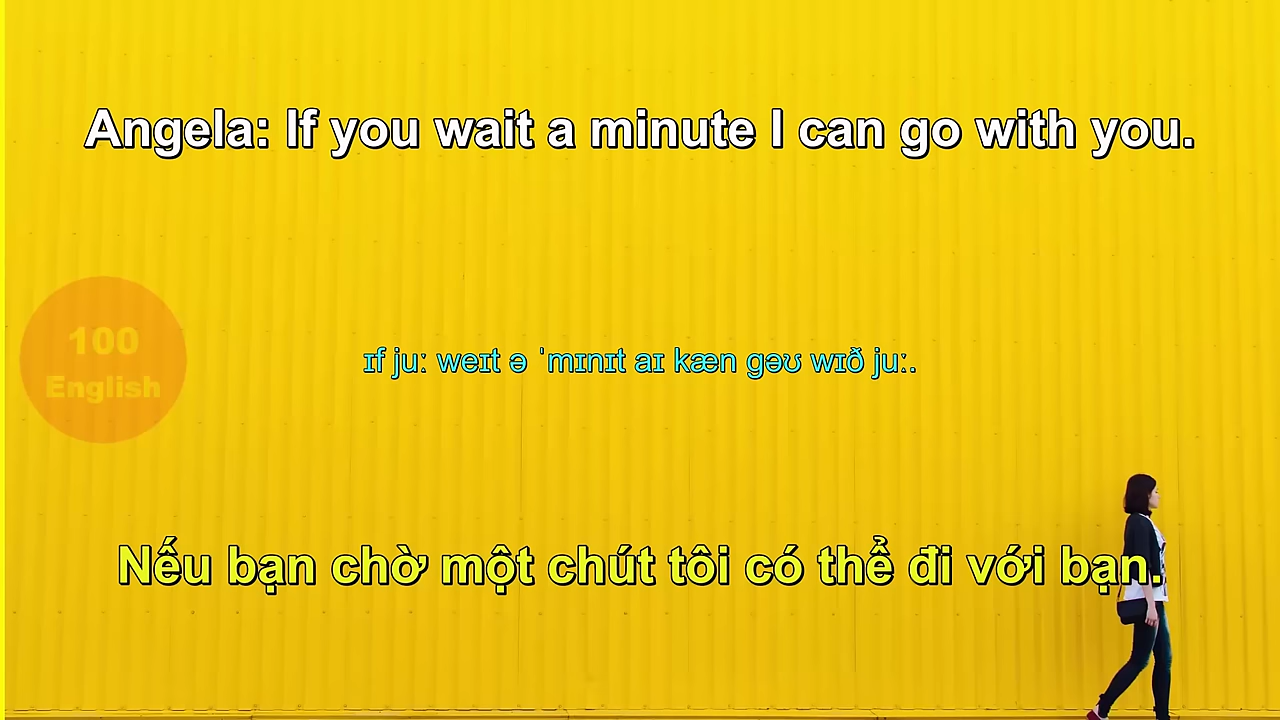 Angela: If you wait a minute I can go with you.
100
English
ɪf juː weɪt ə ˈmɪnɪt aɪ kæn gəʊ wɪð juː.
Nếu bạn chờ một chút tôi có thể đi với bạn.